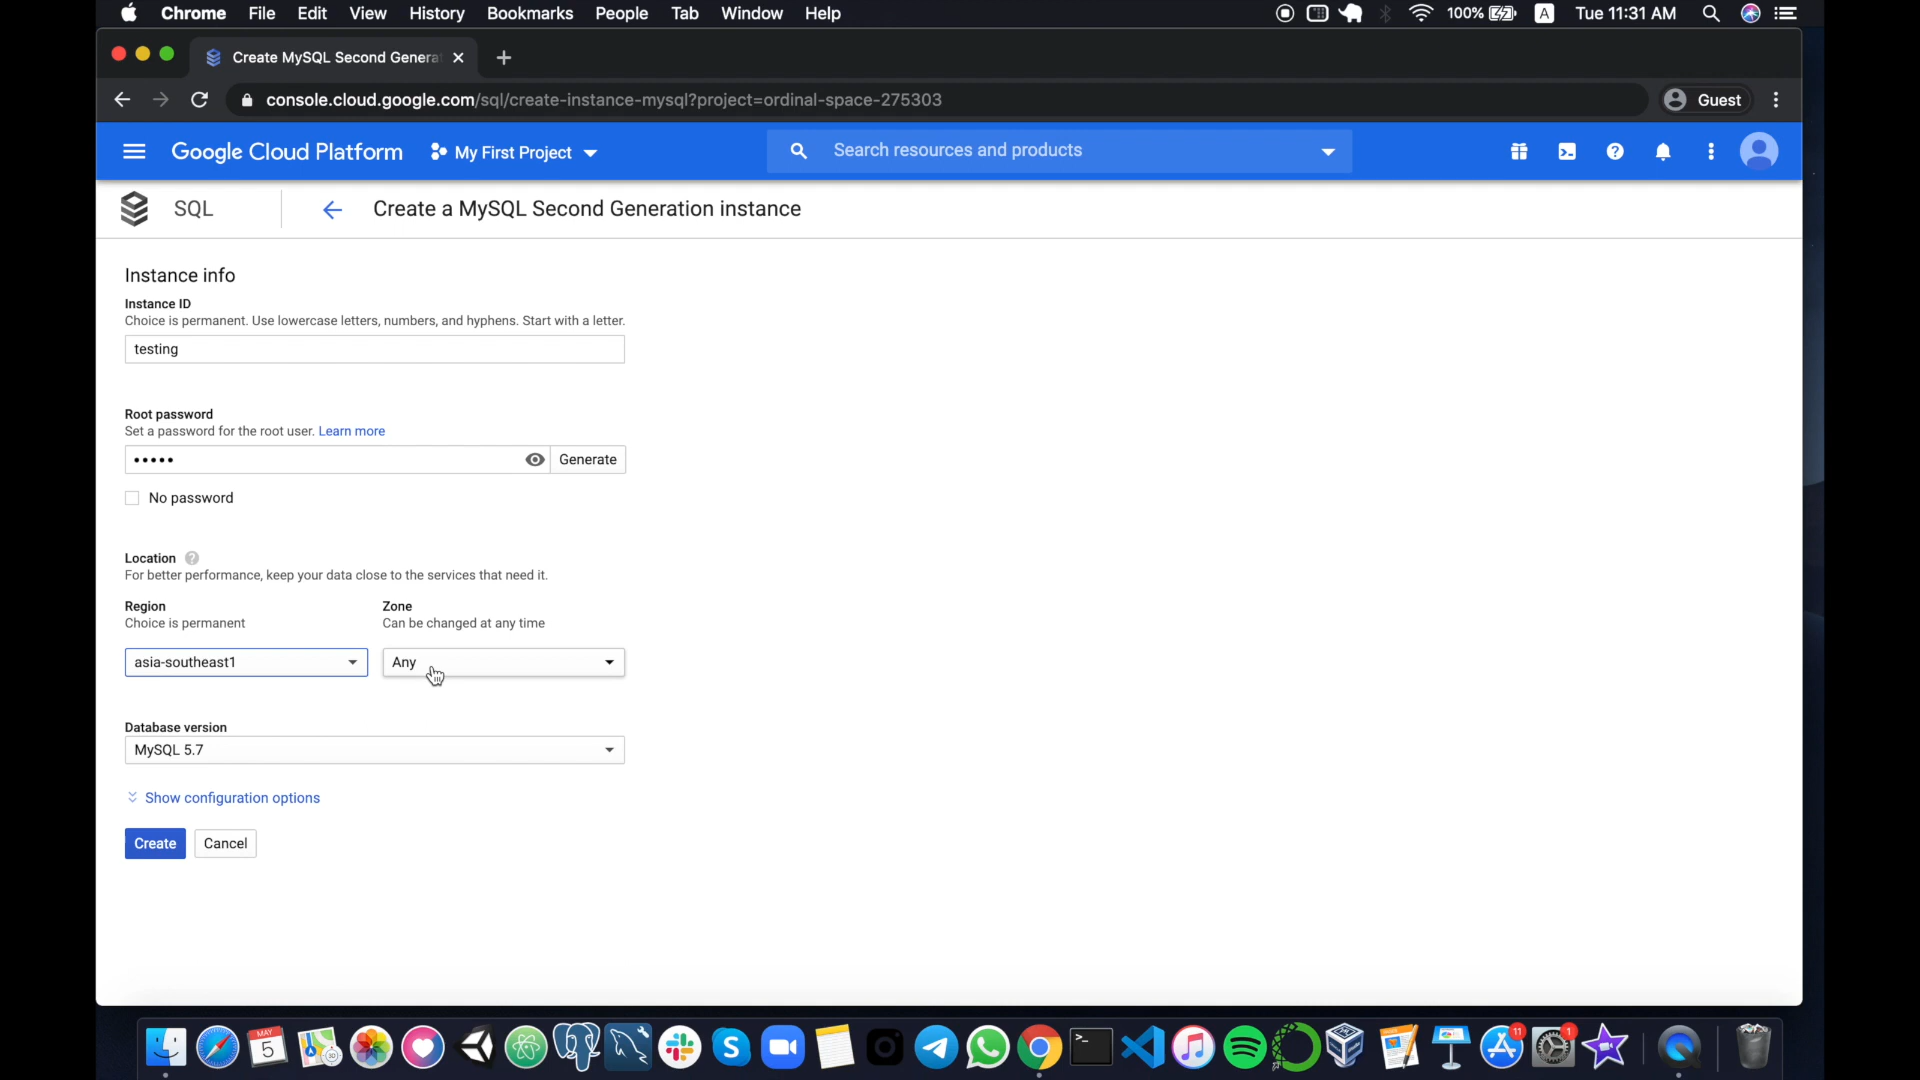 Chrome File Edit View History Bookmarks People Tab Window Help
100% A Tue 11:31 AM
Create MySQL Second Genera
console.cloud.google.com/sql/create-instance-mysql?project=ordinal-space-275303
Guest
Google Cloud Platform
My First Project
Search resources and products
SQL
Create a MySQL Second Generation instance
Instance info
Instance ID
Choice is permanent. Use lowercase letters, numbers, and hyphens. Start with a letter.
testing
Root password
Set a password for the root user. Learn more
•••••
Generate
No password
Location ?
For better performance, keep your data close to the services that need it.
Region
Choice is permanent
Zone
Can be changed at any time
asia-southeast1
Any
Database version
MySQL 5.7
Show configuration options
Create
Cancel
MAY
5
11
1